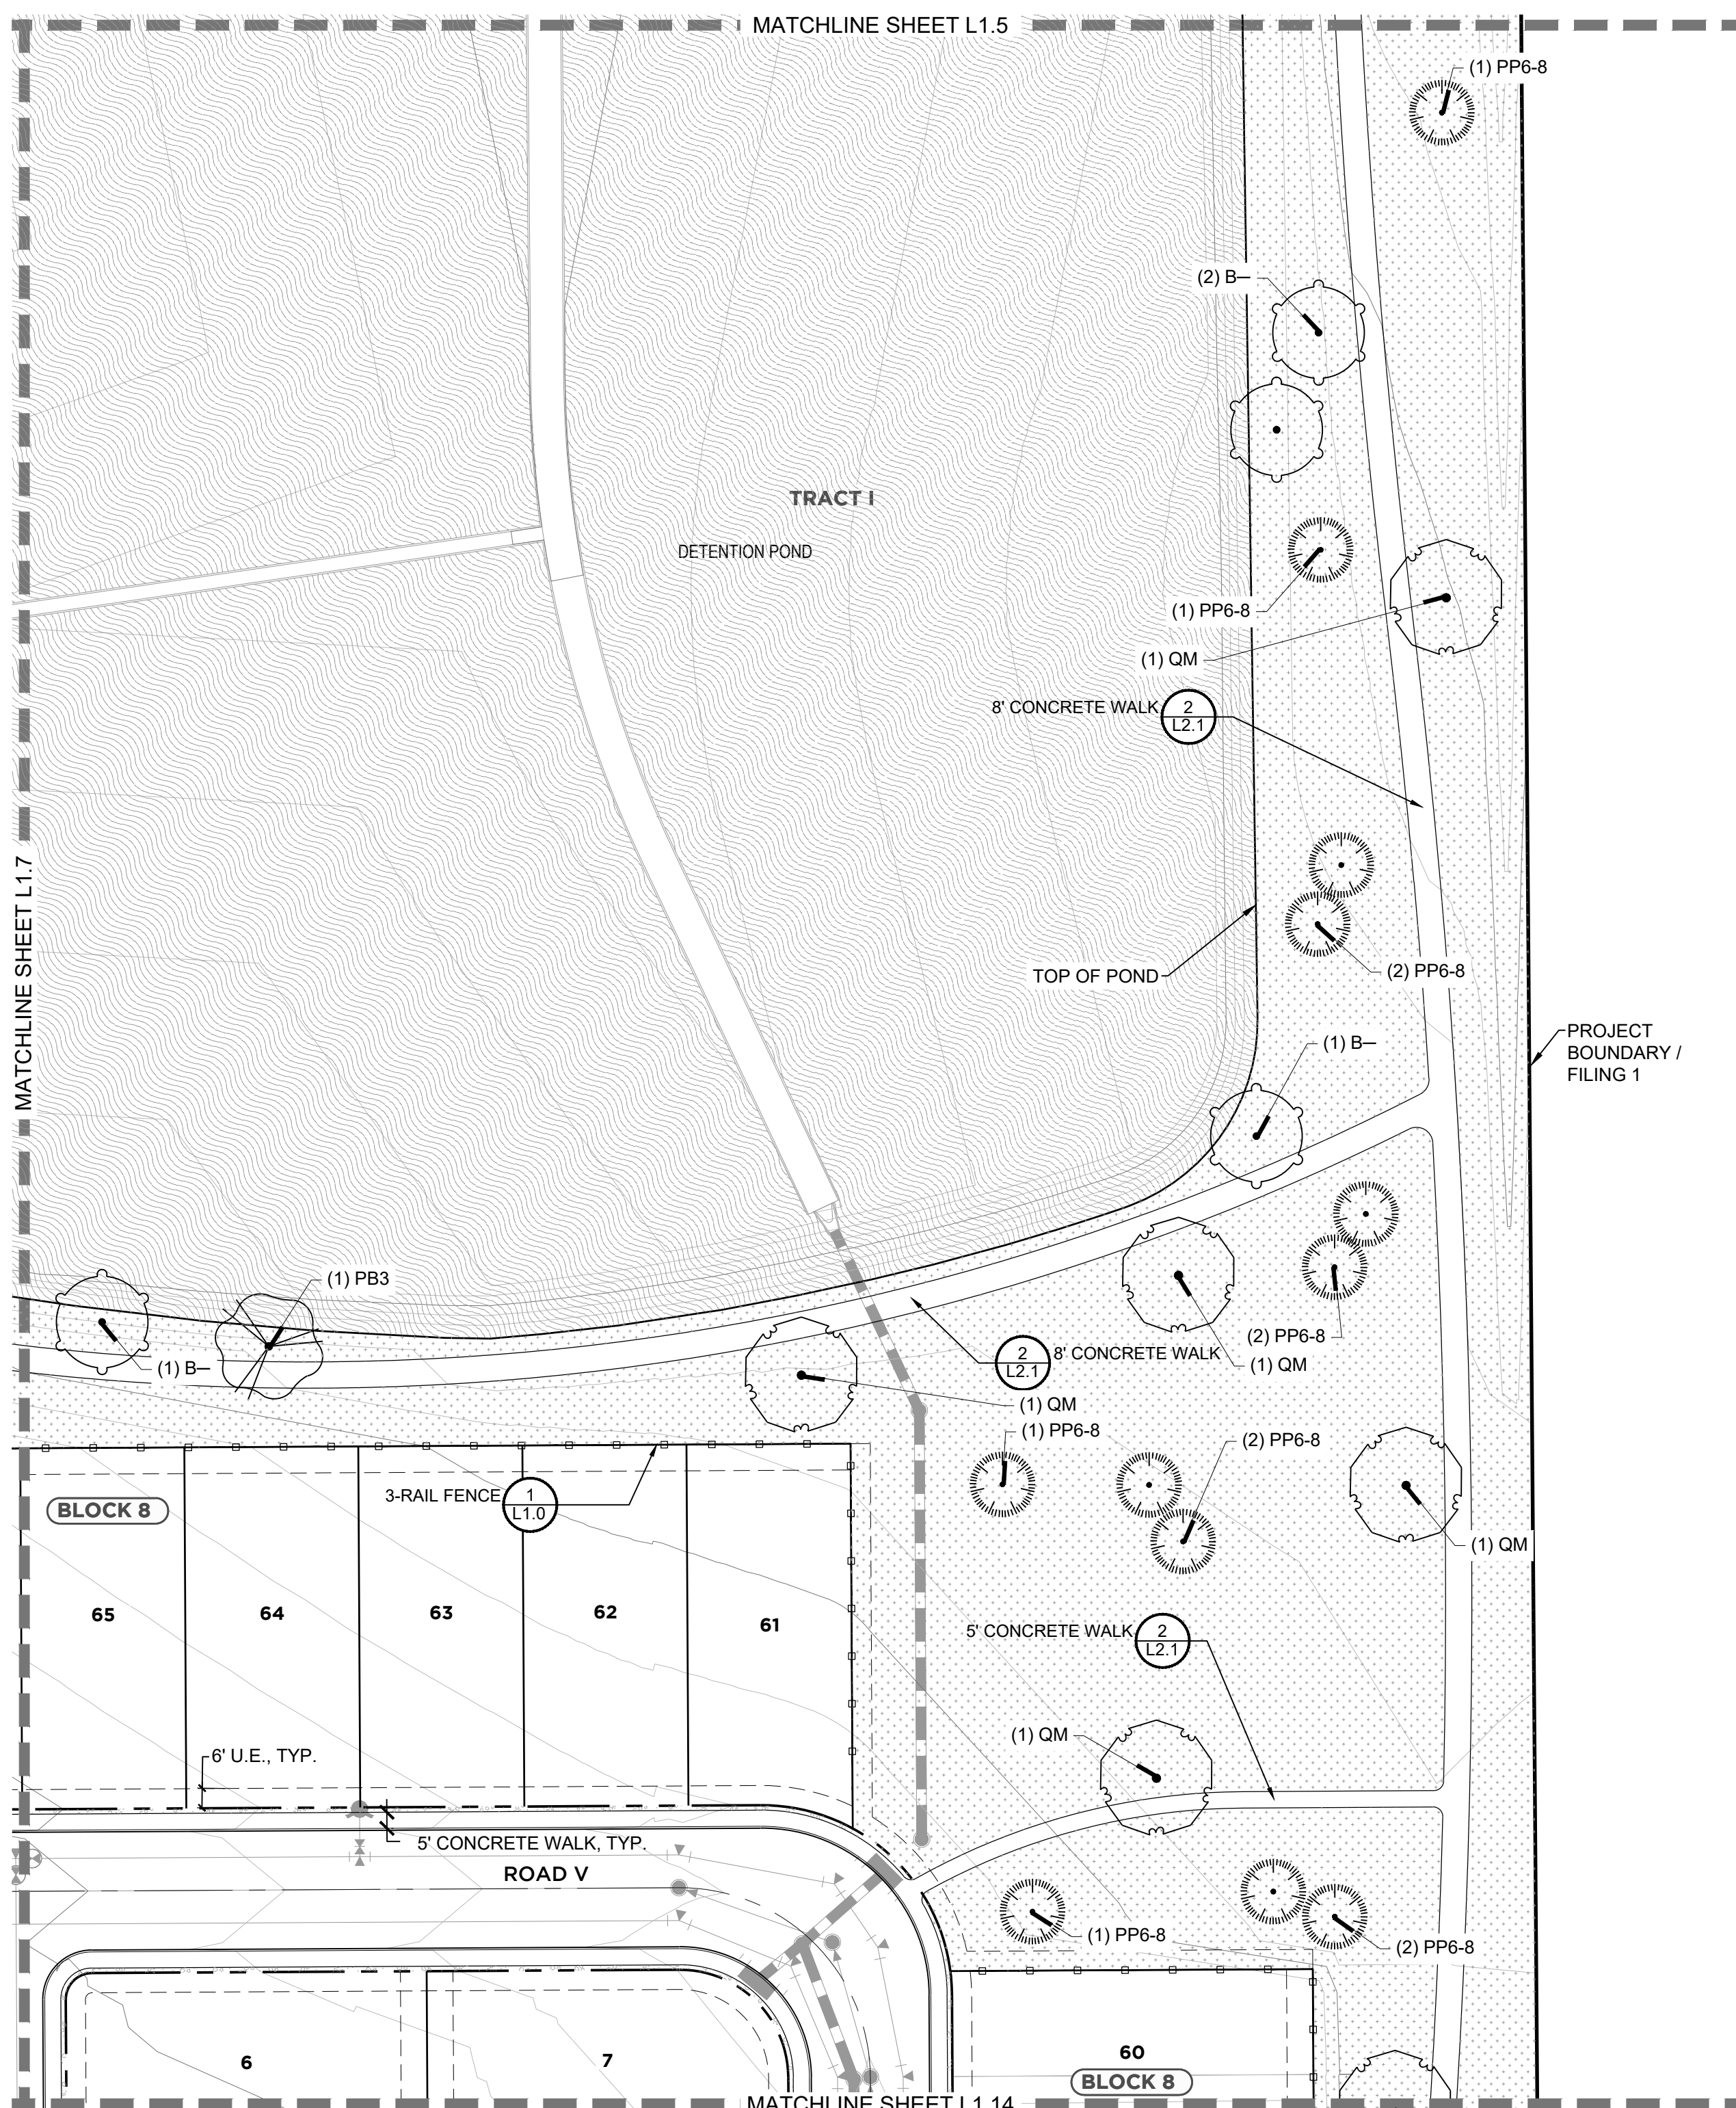 MATCHLINE SHEET L1.5
(1) PP6-8
(2) B
TRACT I
DETENTION POND
(1) PP6-8
(1) QM
8' CONCRETE WALK
2
L2.1
MATCHLINE SHEET L1.7
TOP OF POND
(2) PP6-8
PROJECT
BOUNDARY /
FILING 1
(1) B
(1) PB3
(1) B
(2) PP6-8
2
L2.1
8' CONCRETE WALK
(1) QM
(1) QM
(1) PP6-8
(2) PP6-8
3-RAIL FENCE
1
L1.0
BLOCK 8
(1) QM
65
64
63
62
61
5' CONCRETE WALK
2
L2.1
(1) QM
6' U.E., TYP.
5' CONCRETE WALK, TYP.
ROAD V
(1) PP6-8
(2) PP6-8
6
7
60
BLOCK 8
MATCHLINE SHEET L1.14